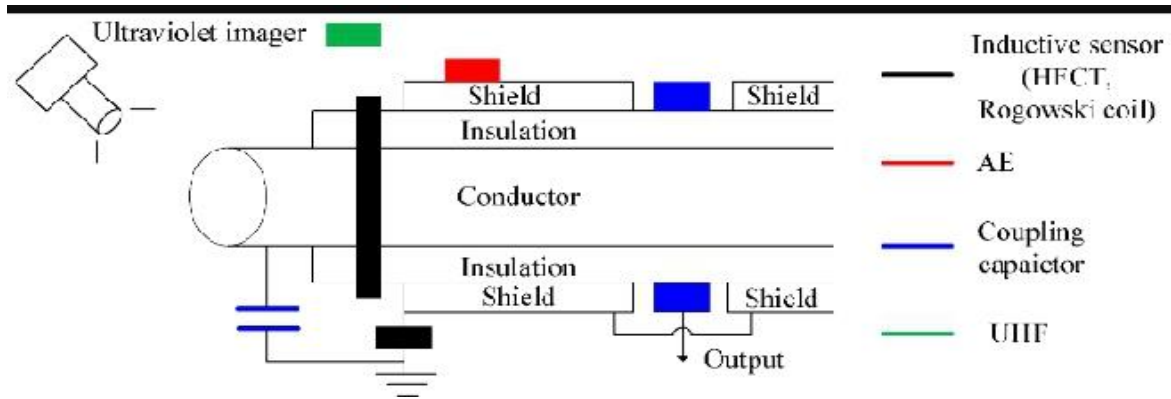 Ultraviolet imager
Shield
Shield
Insulation
Conductor
Insulation
Shield
Shield
Output
Inductive sensor
(HFCT,
Rogowski coil)
AE
Coupling
capaictor
UHF